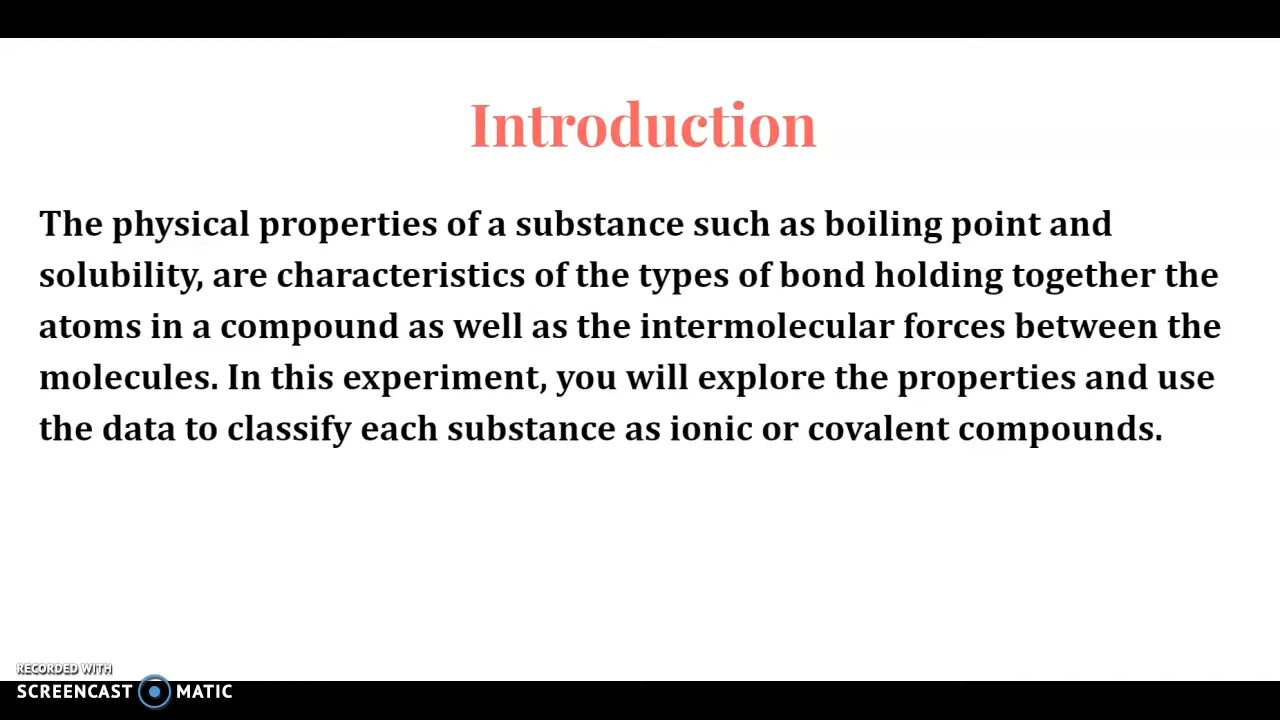 Introduction
The physical properties of a substance such as boiling point and
solubility, are characteristics of the types of bond holding together the
atoms in a compound as well as the intermolecular forces between the
molecules. In this experiment, you will explore the properties and use
the data to classify each substance as ionic or covalent compounds.
RECORDED WITH
SCREENCAST MATIC